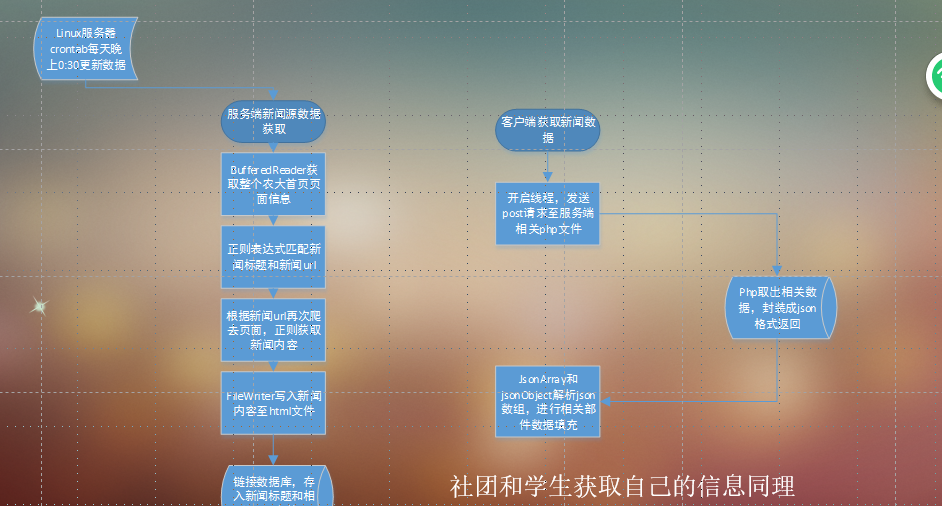 Linux服务器
crontab每天晚
上0:30更新数据
服务端新闻源数据
获取
BufferedReader获
取整个农大首页页
面信息
正则表达式匹配新
闻标题和新闻url
根据新闻url再次爬
去页面，正则获取
新闻内容
FileWriter写入新闻
内容至html文件
链接数据库，存
入新闻标题和相
客户端获取新闻数
据
开启线程，发送
post请求至服务端
相关php文件
Php取出相关数
据，封装成json
格式返回
JsonArray和
jsonObject解析json
数组，进行相关部
件数据填充
社团和学生获取自己的信息同理